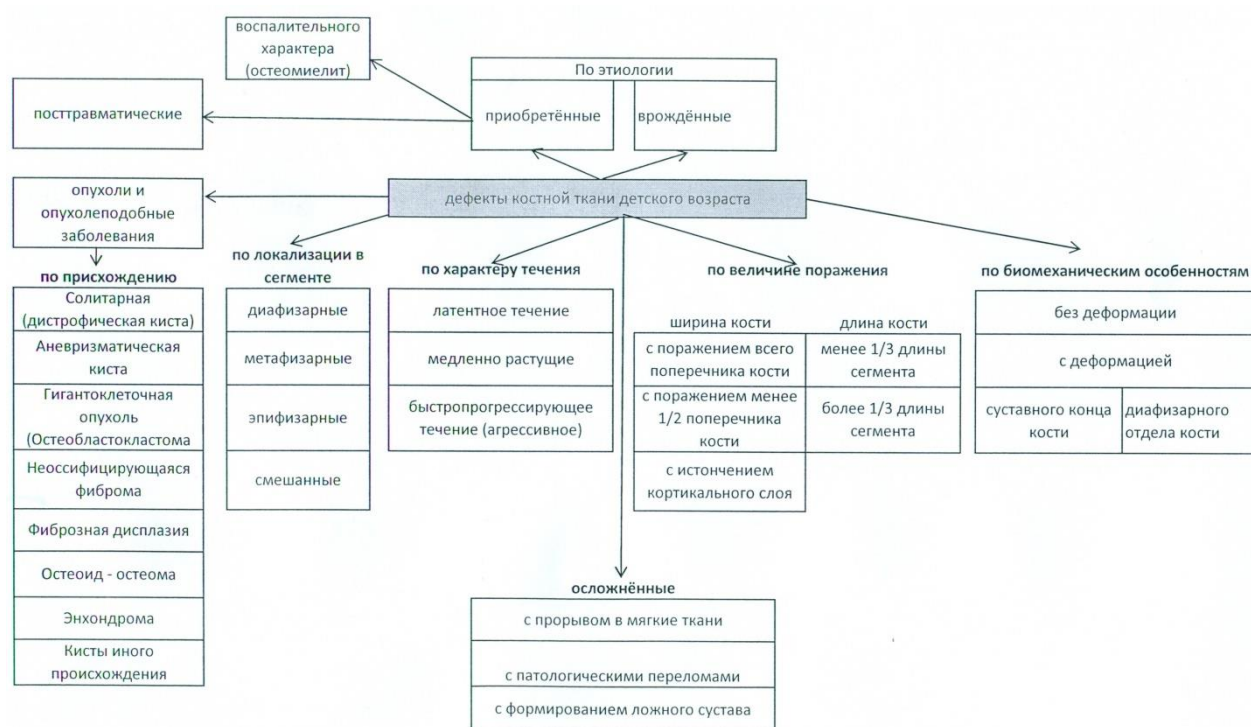 воспалительного
характера
(остеомиелит)
По этиологии
посттравматические
приобретённые
врождённые
опухоли и
опухолеподобные
заболевания
дефекты костной ткани детского возраста
по присхождению
Солитарная
(дистрофическая киста)
Аневризматическая
киста
Гигантоклеточная
опухоль
(Остеобластокластома
Неоссифицирующаяся
фиброма
Фиброзная дисплазия
Остеоид - остеома
Энхондрома
Кисты иного
происхождения
по локализации в
сегменте
диафизарные
метафизарные
эпифизарные
смешанные
по характеру течения
латентное течение
медленно растущие
быстропрогрессирующее
течение (агрессивное)
по величине поражения
ширина кости
с поражением всего
поперечника кости
с поражением менее
1/2 поперечника
кости
с истончением
кортикального слоя
длина кости
менее 1/3 длины
сегмента
более 1/3 длины
сегмента
по биомеханическим особенностям
без деформации
с деформацией
суставного конца
кости
диафизарного
отдела кости
осложнённые
с прорывом в мягкие ткани
с патологическими переломами
с формированием ложного сустава